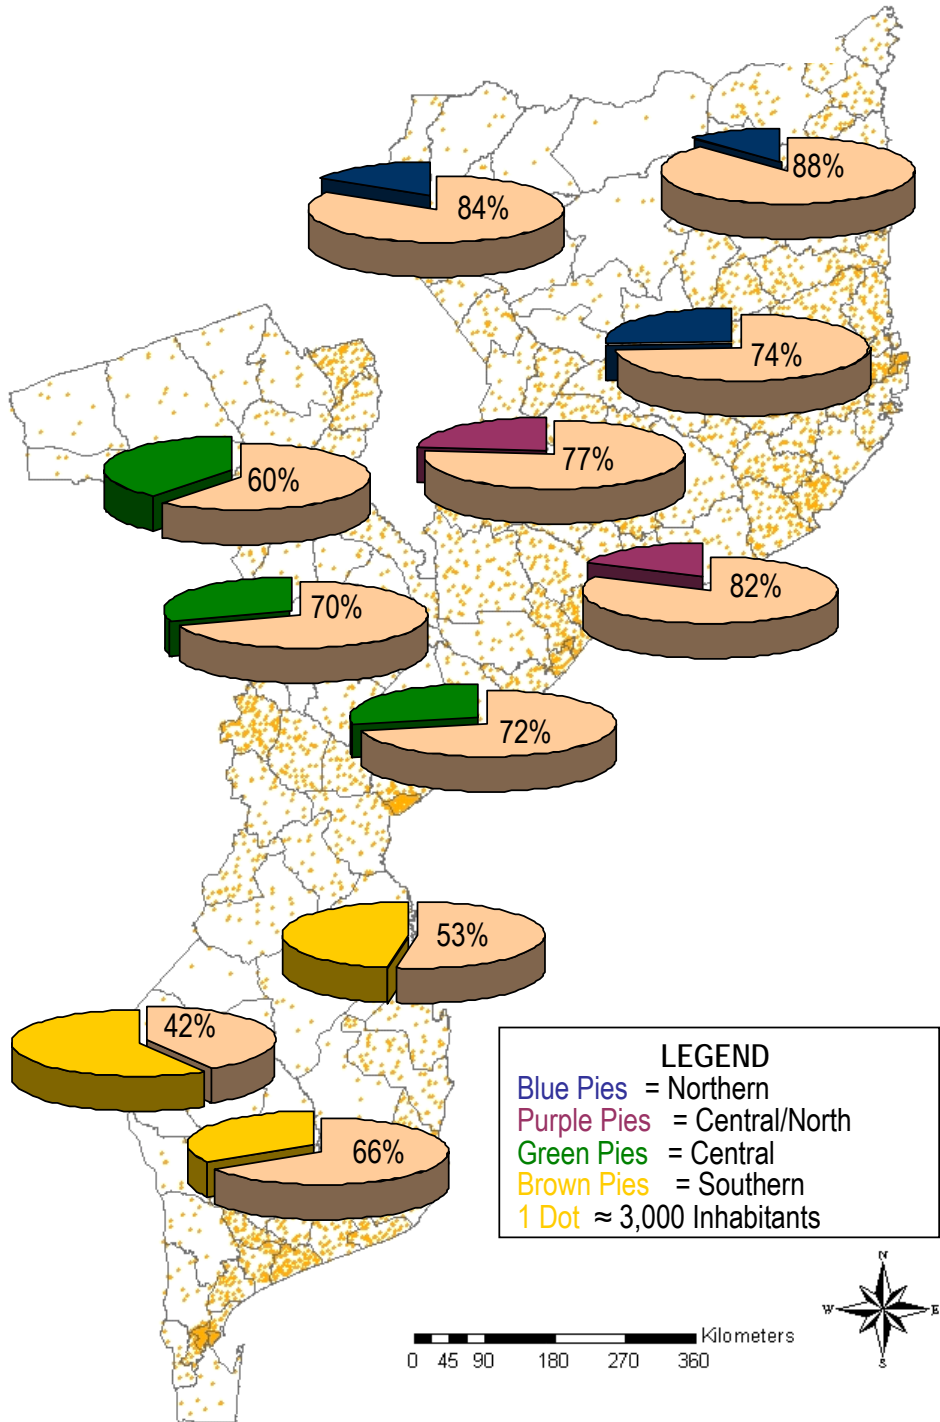 88%
84%
74%
77%
60%
82%
70%
72%
53%
42%
66%
LEGEND
Blue Pies = Northern
Purple Pies = Central/North
Green Pies = Central
Brown Pies = Southern
1 Dot ≈ 3,000 Inhabitants
N
W E
S
Kilometers
0 45 90 180 270 360